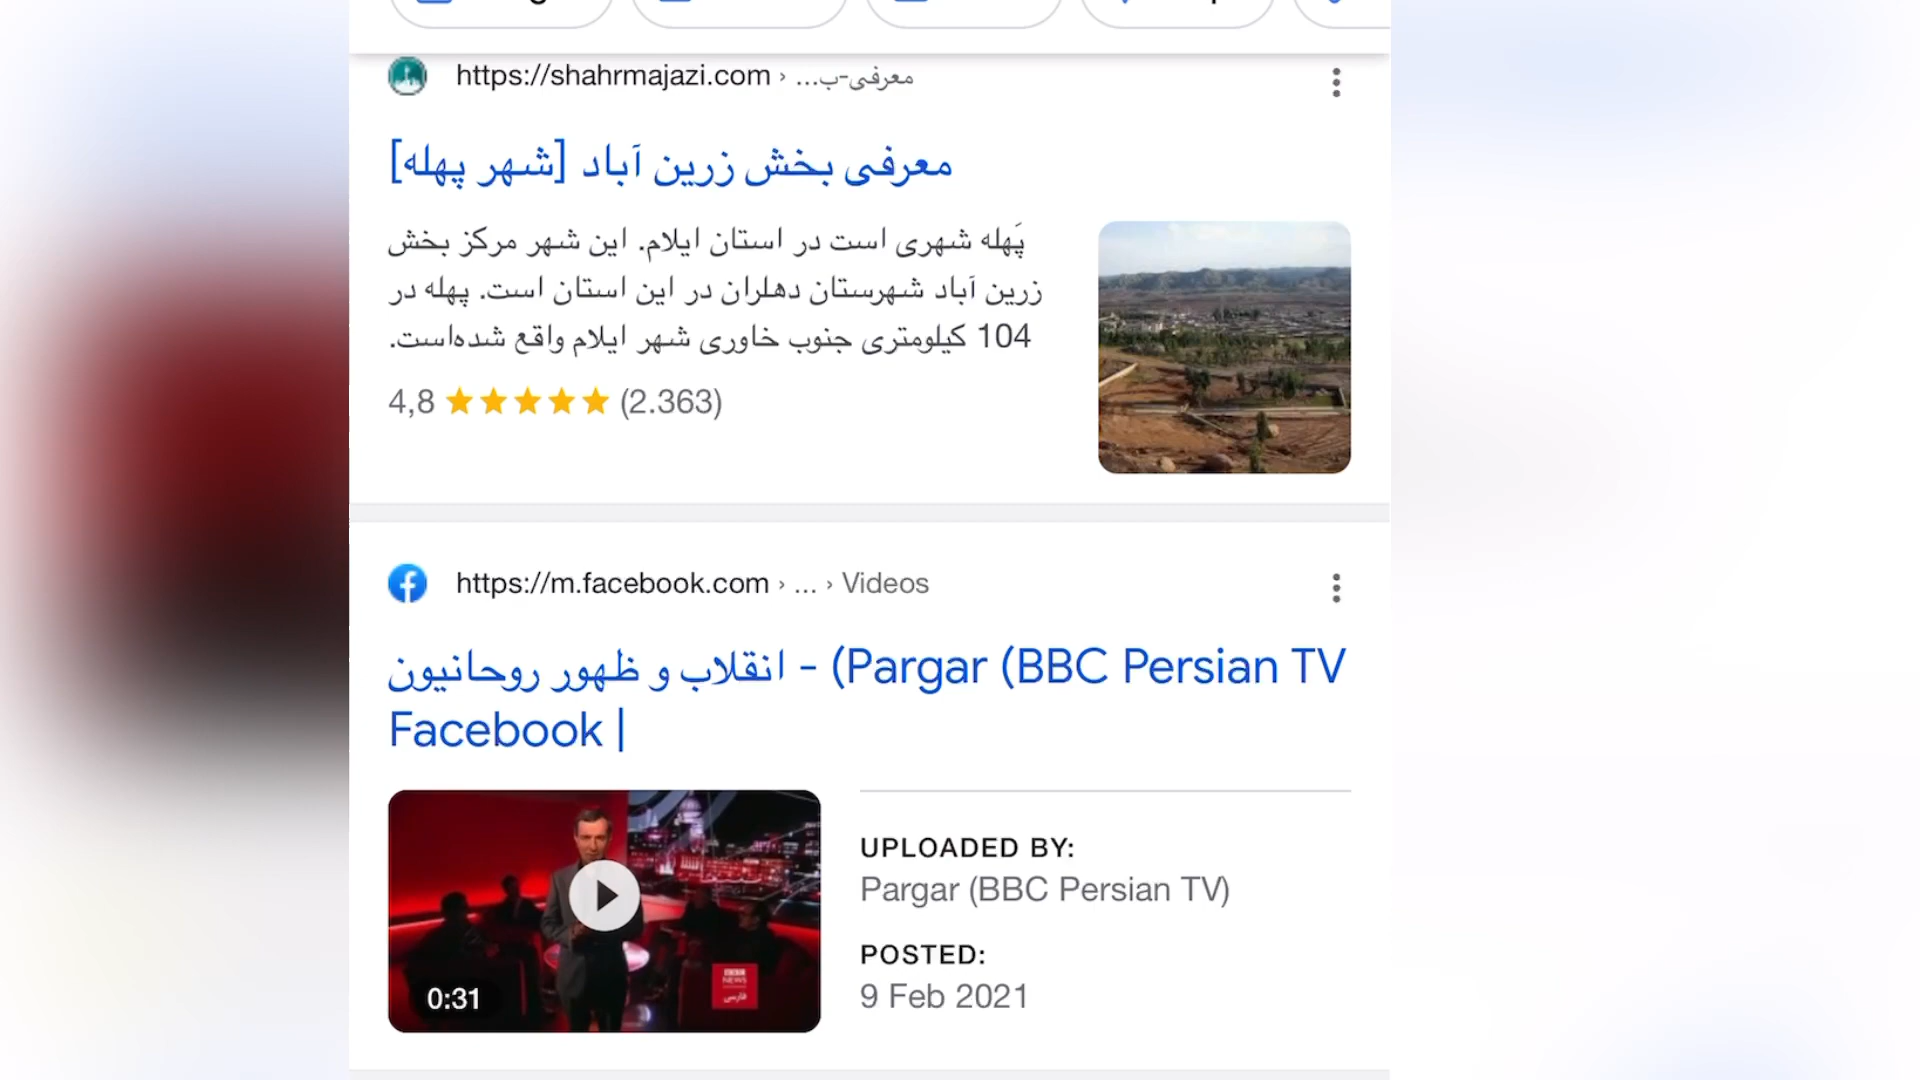 https://shahrmajazi.com › ...معرفی-ب
معرفی بخش زرین آباد [شهر پهله]
پَهله شهری است در استان ایلام. این شهر مرکز بخش
زرین آباد شهرستان دهلران در این استان است. پهله در
104 کیلومتری جنوب خاوری شهر ایلام واقع شده‌است.
4,8 ★★★★★ (2.363)
https://m.facebook.com › ... › Videos
انقلاب و ظهور روحانیون - (Pargar (BBC Persian TV
Facebook |
UPLOADED BY:
Pargar (BBC Persian TV)
POSTED:
9 Feb 2021
BBC
NEWS
فارسی
0:31